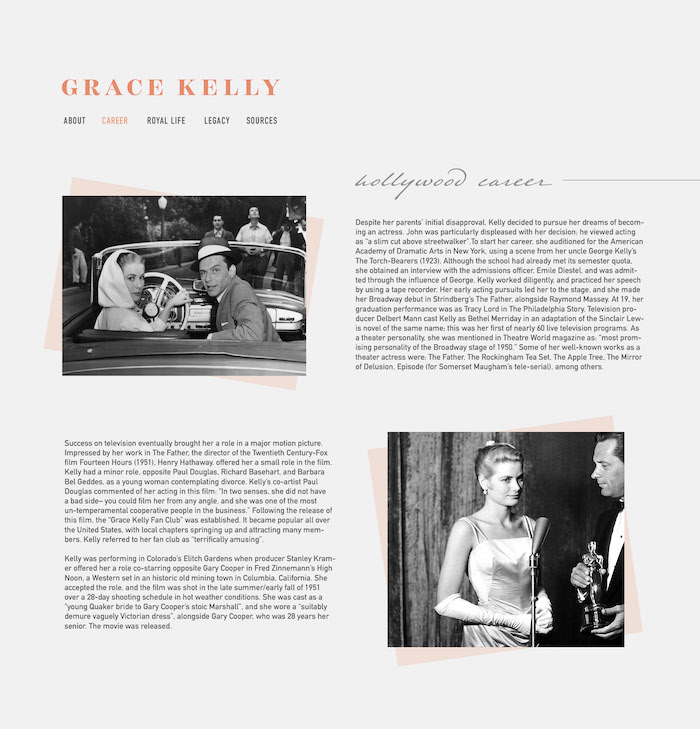 GRACE KELLY
ABOUT CAREER ROYAL LIFE LEGACY SOURCES
hollywood career
Despite her parents' initial disapproval, Kelly decided to pursue her dreams of becom-
ing an actress. John was particularly displeased with her decision; he viewed acting
as "a slim cut above streetwalker".To start her career, she auditioned for the American
Academy of Dramatic Arts in New York, using a scene from her uncle George Kelly's
The Torch-Bearers (1923). Although the school had already met its semester quota,
she obtained an interview with the admissions officer, Emile Diestel, and was admit-
ted through the influence of George. Kelly worked diligently, and practiced her speech
by using a tape recorder. Her early acting pursuits led her to the stage, and she made
her Broadway debut in Strindberg's The Father, alongside Raymond Massey. At 19, her
graduation performance was as Tracy Lord in The Philadelphia Story. Television pro-
ducer Delbert Mann cast Kelly as Bethel Merriday in an adaptation of the Sinclair Lew-
is novel of the same name; this was her first of nearly 60 live television programs. As
a theater personality, she was mentioned in Theatre World magazine as: "most prom-
ising personality of the Broadway stage of 1950." Some of her well-known works as a
theater actress were: The Father, The Rockingham Tea Set, The Apple Tree, The Mirror
of Delusion, Episode (for Somerset Maugham's tele-serial), among others.
Success on television eventually brought her a role in a major motion picture.
Impressed by her work in The Father, the director of the Twentieth Century-Fox
film Fourteen Hours (1951), Henry Hathaway, offered her a small role in the film.
Kelly had a minor role, opposite Paul Douglas, Richard Basehart, and Barbara
Bel Geddes, as a young woman contemplating divorce. Kelly's co-artist Paul
Douglas commented of her acting in this film: "In two senses, she did not have
a bad side– you could film her from any angle, and she was one of the most
un-temperamental cooperative people in the business." Following the release of
this film, the "Grace Kelly Fan Club" was established. It became popular all over
the United States, with local chapters springing up and attracting many mem-
bers. Kelly referred to her fan club as "terrifically amusing".
Kelly was performing in Colorado's Elitch Gardens when producer Stanley Kram-
er offered her a role co-starring opposite Gary Cooper in Fred Zinnemann's High
Noon, a Western set in an historic old mining town in Columbia, California. She
accepted the role, and the film was shot in the late summer/early fall of 1951
over a 28-day shooting schedule in hot weather conditions. She was cast as a
"young Quaker bride to Gary Cooper's stoic Marshall", and she wore a "suitably
demure vaguely Victorian dress", alongside Gary Cooper, who was 28 years her
senior. The movie was released.